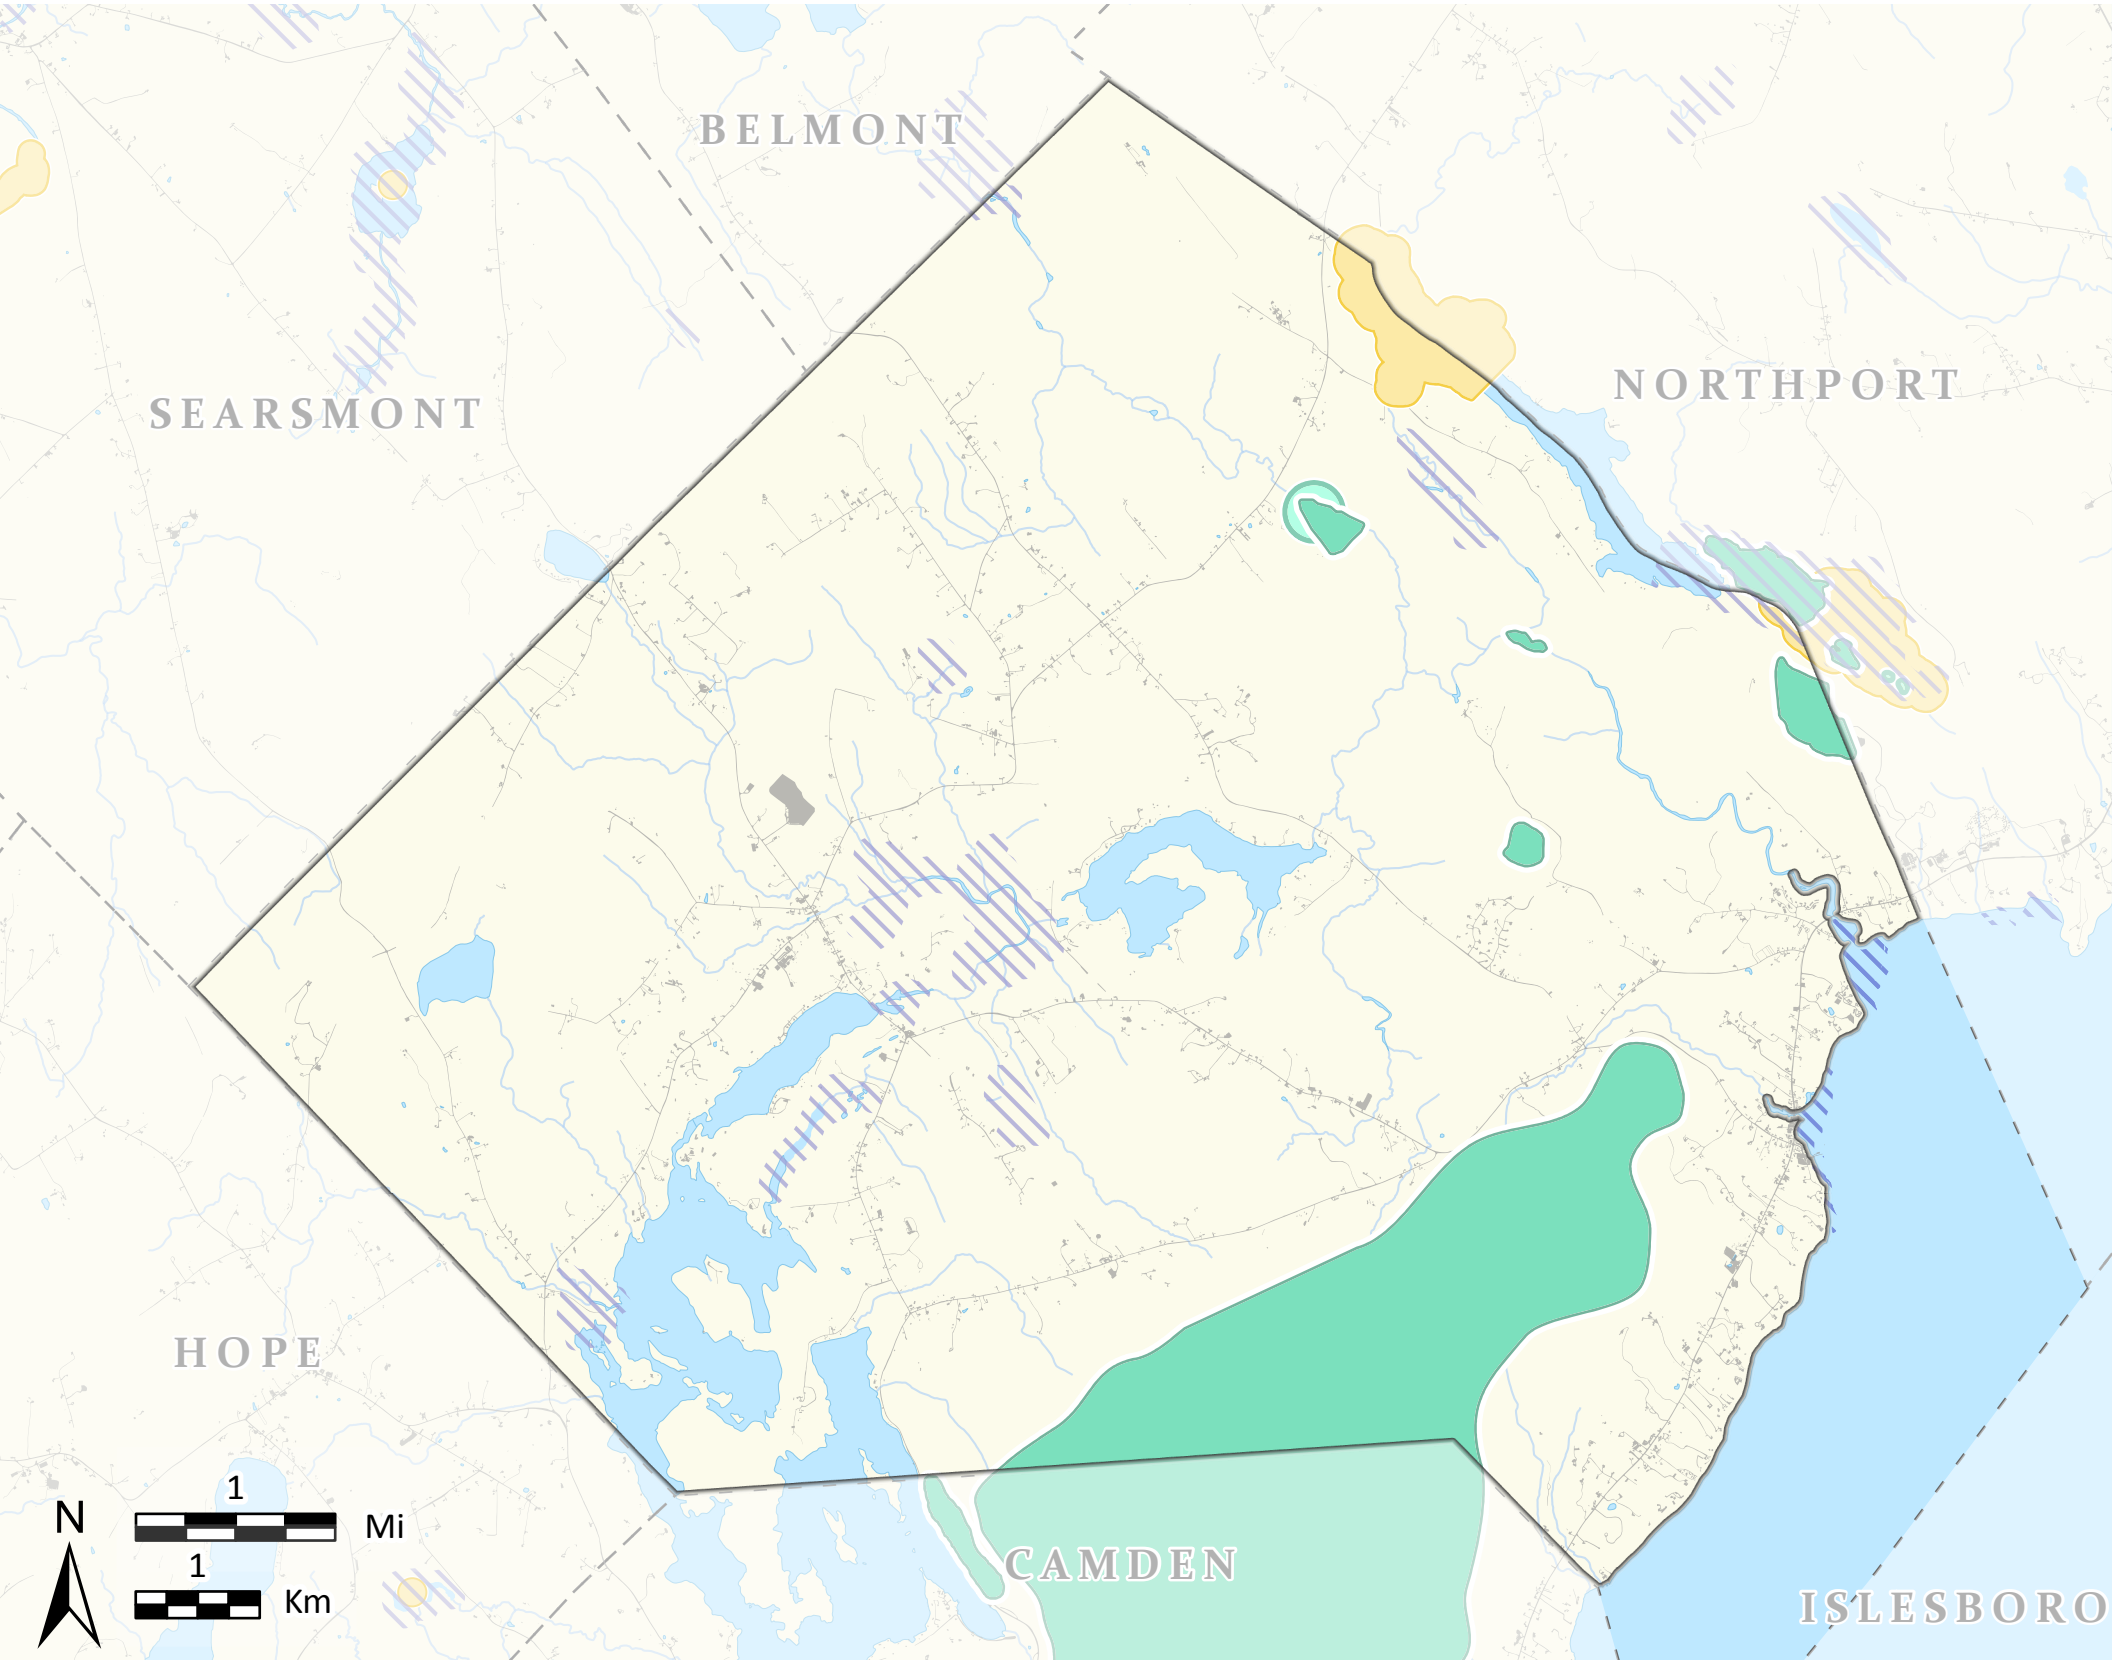 BELMONT
NORTHPORT
SEARSMONT
HOPE
1
N
Mi
1
Km
CAMDEN
ISLESBORO